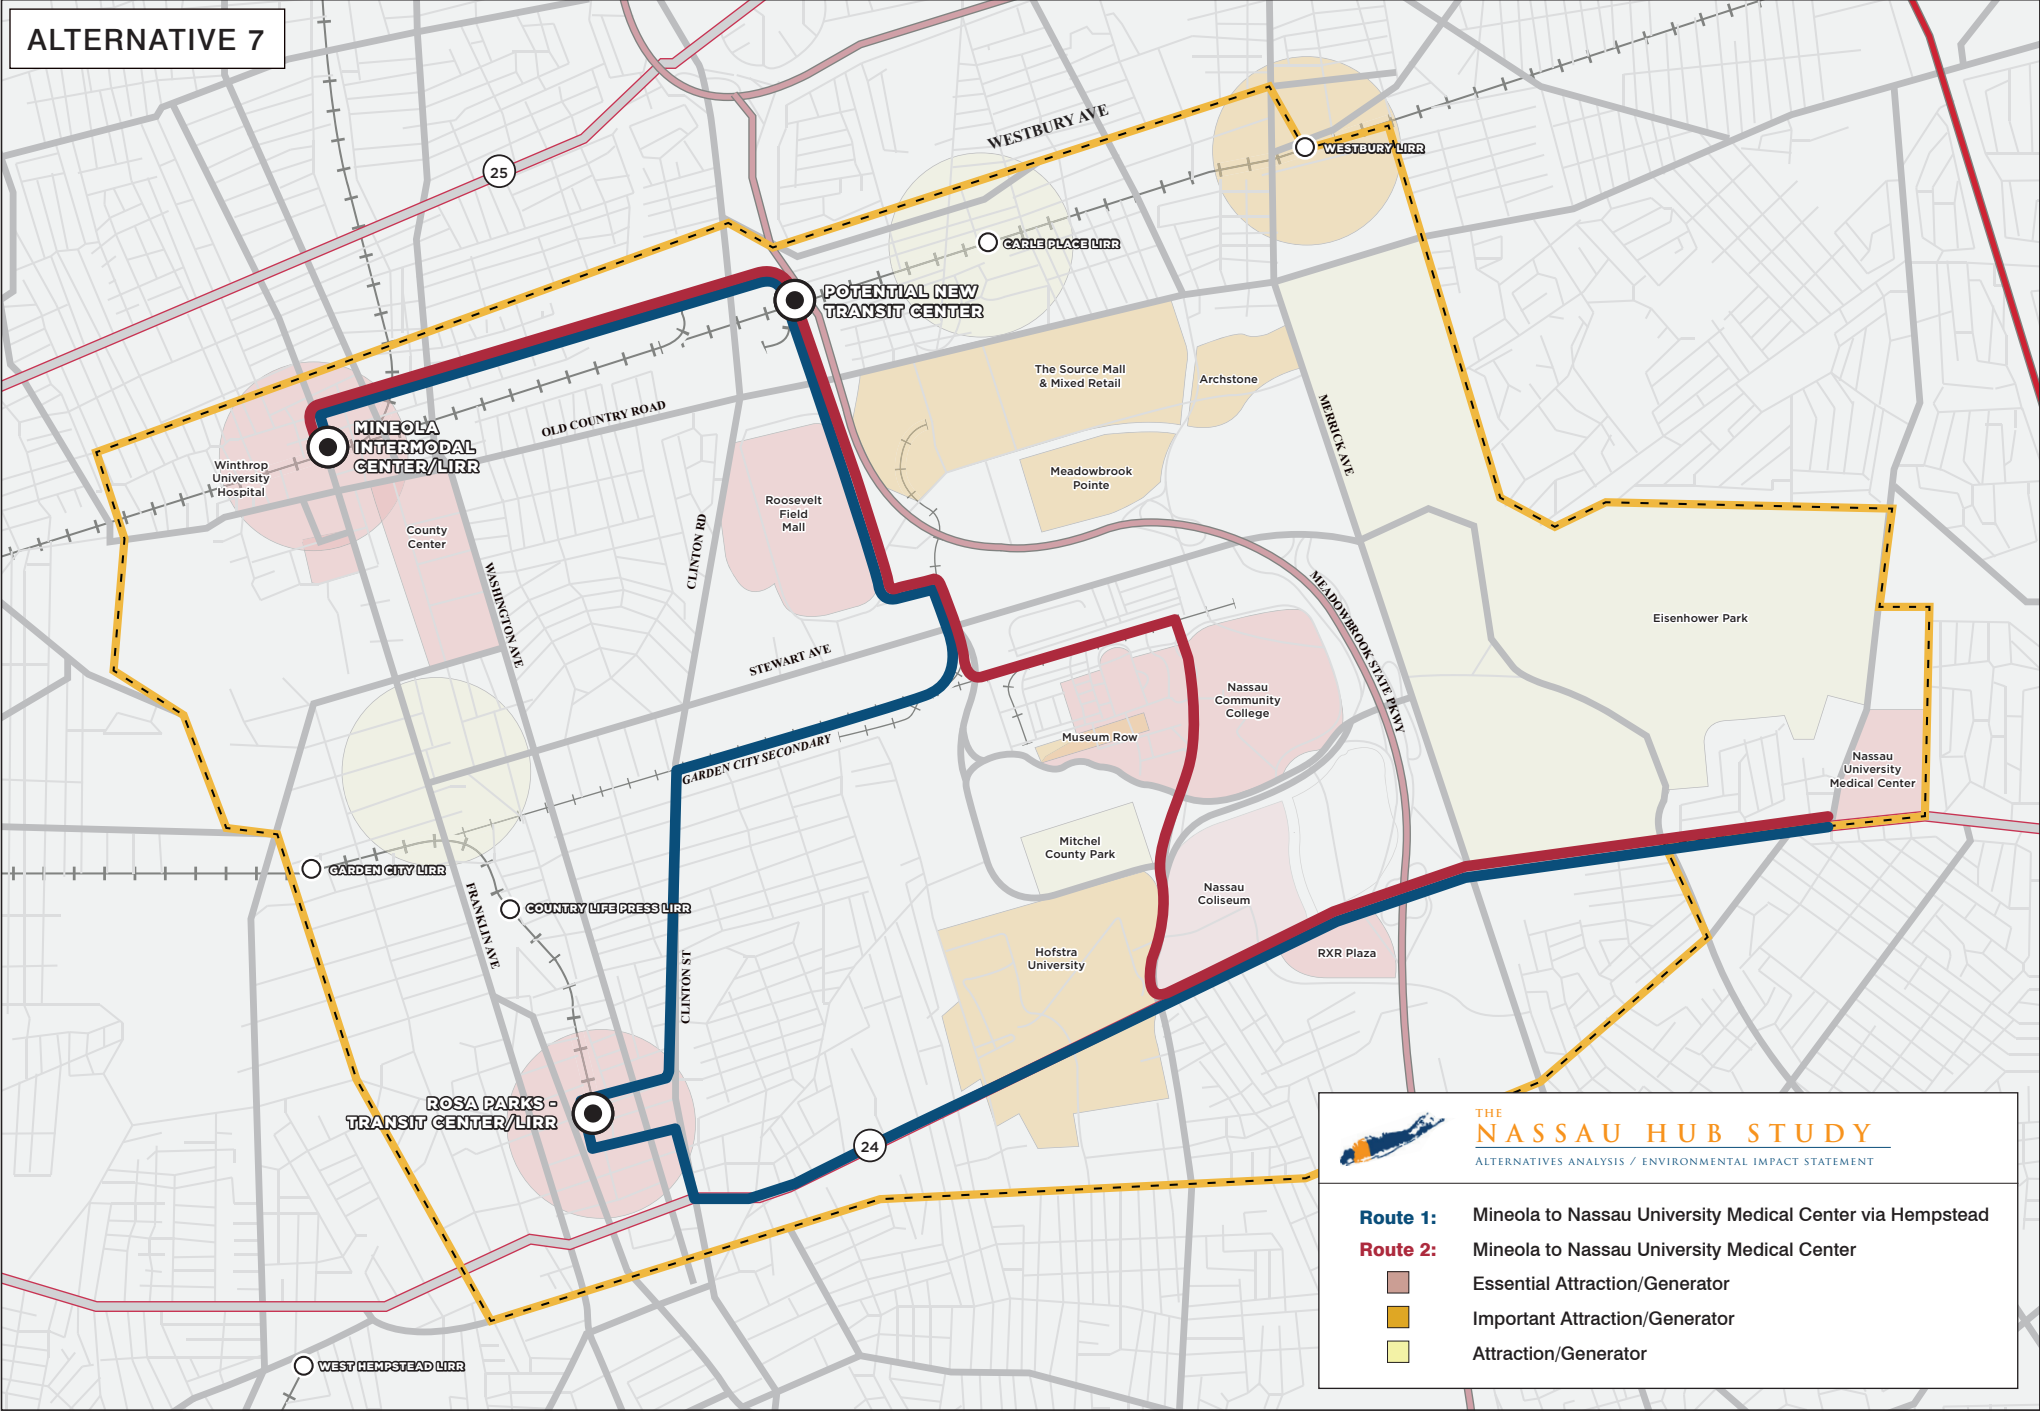 ALTERNATIVE 7
25
WESTBURY AVE
WESTBURY LIRR
CARLE PLACE LIRR
POTENTIAL NEW
TRANSIT CENTER
The Source Mall
& Mixed Retail
Archstone
MERRICK AVE
OLD COUNTRY ROAD
MINEOLA
INTERMODAL
CENTER/LIRR
Winthrop
University
Hospital
County
Center
Roosevelt
Field
Mall
Meadowbrook
Pointe
CLINTON RD
WASHINGTON AVE
MEADOWBROOK STATE PKWY
Eisenhower Park
STEWART AVE
Nassau
Community
College
Museum Row
GARDEN CITY SECONDARY
Nassau
University
Medical Center
Mitchel
County Park
GARDEN CITY LIRR
COUNTRY LIFE PRESS LIRR
FRANKLIN AVE
Nassau
Coliseum
Hofstra
University
RXR Plaza
CLINTON ST
ROSA PARKS -
TRANSIT CENTER/LIRR
24
WEST HEMPSTEAD LIRR
THE
NASSAU HUB STUDY
ALTERNATIVES ANALYSIS / ENVIRONMENTAL IMPACT STATEMENT
Route 1: Mineola to Nassau University Medical Center via Hempstead
Route 2: Mineola to Nassau University Medical Center
Essential Attraction/Generator
Important Attraction/Generator
Attraction/Generator